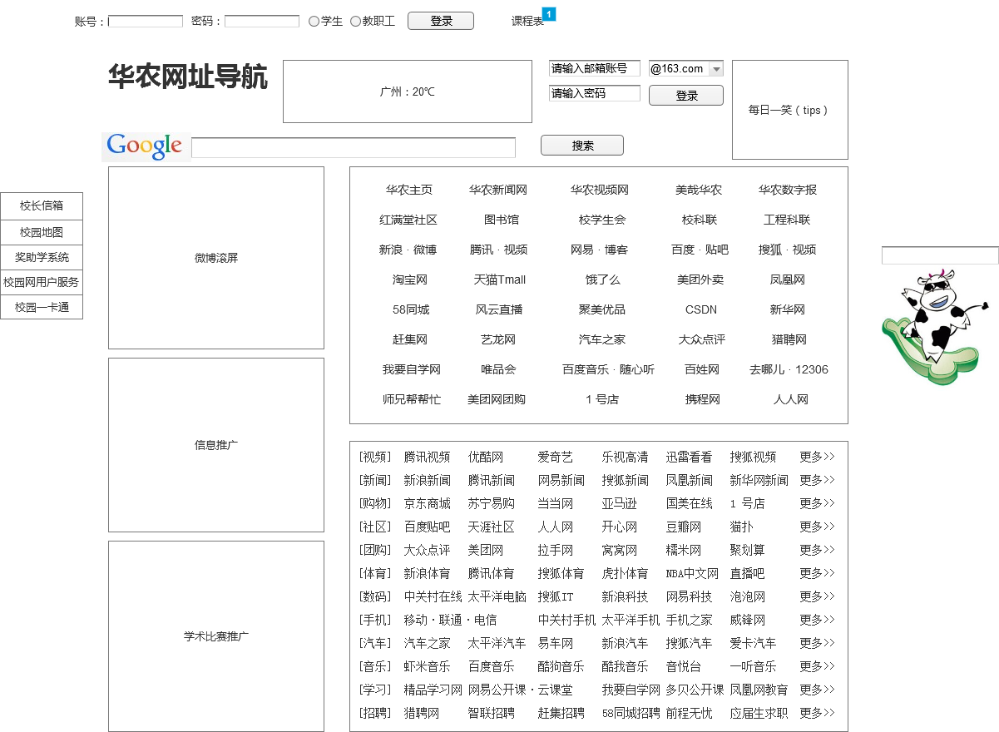 账号： 密码： 学生 教职工 登录 课程表 1
华农网址导航
广州：20℃
请输入邮箱账号 @163.com
请输入密码 登录
每日一笑（tips）
Google 搜索
校长信箱
校园地图
奖助学系统
校园网用户服务
校园一卡通
微博滚屏
信息推广
学术比赛推广
华农主页 华农新闻网 华农视频网 美哉华农 华农数字报
红满堂社区 图书馆 校学生会 校科联 工程科联
新浪 · 微博 腾讯 · 视频 网易 · 博客 百度 · 贴吧 搜狐 · 视频
淘宝网 天猫Tmall 饿了么 美团外卖 凤凰网
58同城 风云直播 聚美优品 CSDN 新华网
赶集网 艺龙网 汽车之家 大众点评 猎聘网
我要自学网 唯品会 百度音乐 · 随心听 百姓网 去哪儿 · 12306
师兄帮帮忙 美团网团购 1 号店 携程网 人人网
[视频] 腾讯视频 优酷网 爱奇艺 乐视高清 迅雷看看 搜狐视频 更多>>
[新闻] 新浪新闻 腾讯新闻 网易新闻 搜狐新闻 凤凰新闻 新华网新闻 更多>>
[购物] 京东商城 苏宁易购 当当网 亚马逊 国美在线 1 号店 更多>>
[社区] 百度贴吧 天涯社区 人人网 开心网 豆瓣网 猫扑 更多>>
[团购] 大众点评 美团网 拉手网 窝窝网 糯米网 聚划算 更多>>
[体育] 新浪体育 腾讯体育 搜狐体育 虎扑体育 NBA中文网 直播吧 更多>>
[数码] 中关村在线 太平洋电脑 搜狐IT 新浪科技 网易科技 泡泡网 更多>>
[手机] 移动 · 联通 · 电信 中关村手机 太平洋手机 手机之家 威锋网 更多>>
[汽车] 汽车之家 太平洋汽车 易车网 新浪汽车 搜狐汽车 爱卡汽车 更多>>
[音乐] 虾米音乐 百度音乐 酷狗音乐 酷我音乐 音悦台 一听音乐 更多>>
[学习] 精品学习网 网易公开课 · 云课堂 我要自学网 多贝公开课 凤凰网教育 更多>>
[招聘] 猎聘网 智联招聘 赶集招聘 58同城招聘 前程无忧 应届生求职 更多>>